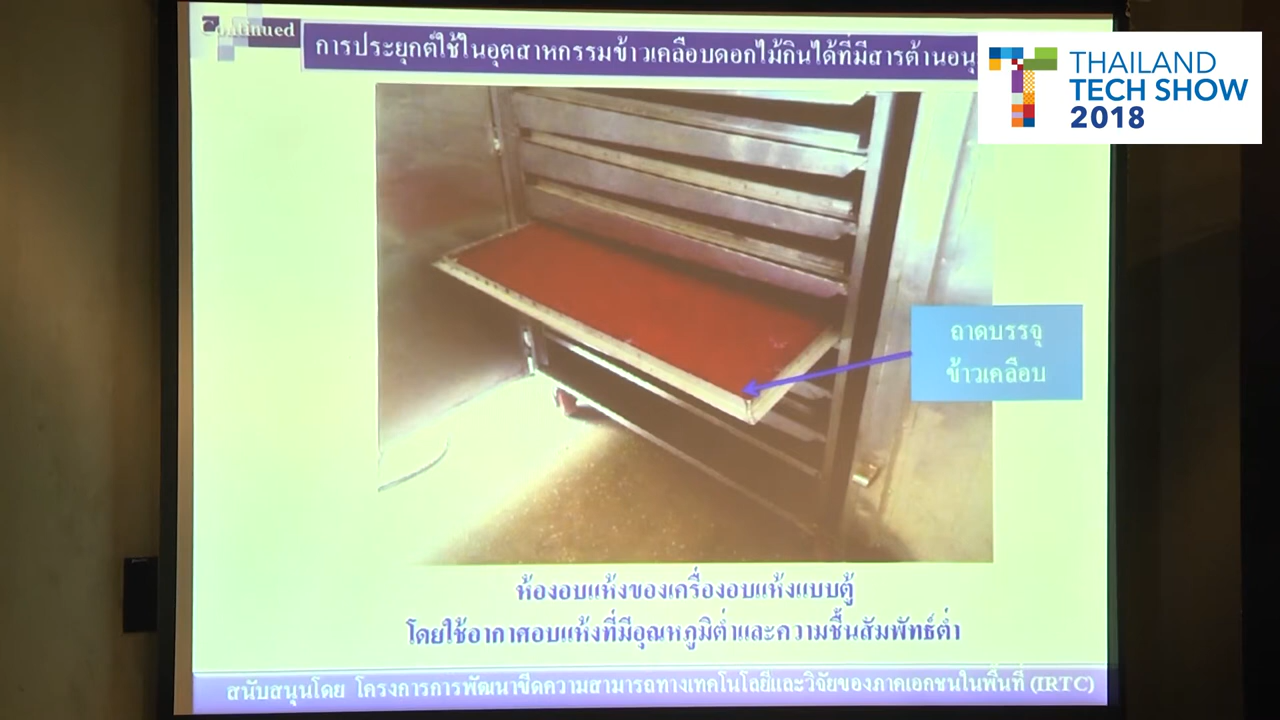 Continued
การประยุกต์ใช้ในอุตสาหกรรมข้าวเคลือบดอกไม้กินได้ที่มีสารต้านอนุ
THAILAND
TECH SHOW
2018
ถาดบรรจุ
ข้าวเคลือบ
ห้องอบแห้งของเครื่องอบแห้งแบบตู้
โดยใช้อากาศอบแห้งที่มีอุณหภูมิต่ำและความชื้นสัมพัทธ์ต่ำ
สนับสนุนโดย โครงการการพัฒนาขีดความสามารถทางเทคโนโลยีและวิจัยของภาคเอกชนในพื้นที่ (IRTC)